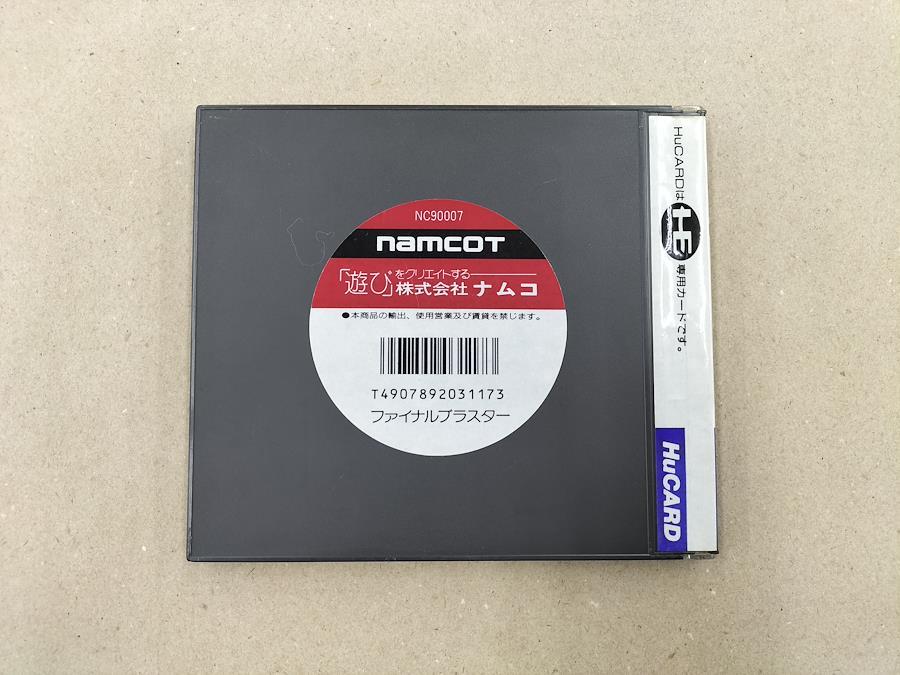 NC90007
namcot
「遊び」をクリエイトする
株式会社 ナムコ
●本商品の輸出、使用営業及び賃貸を禁じます。
T4907892031173
ファイナルブラスター
HuCARDは HE 専用カードです。
HuCARD